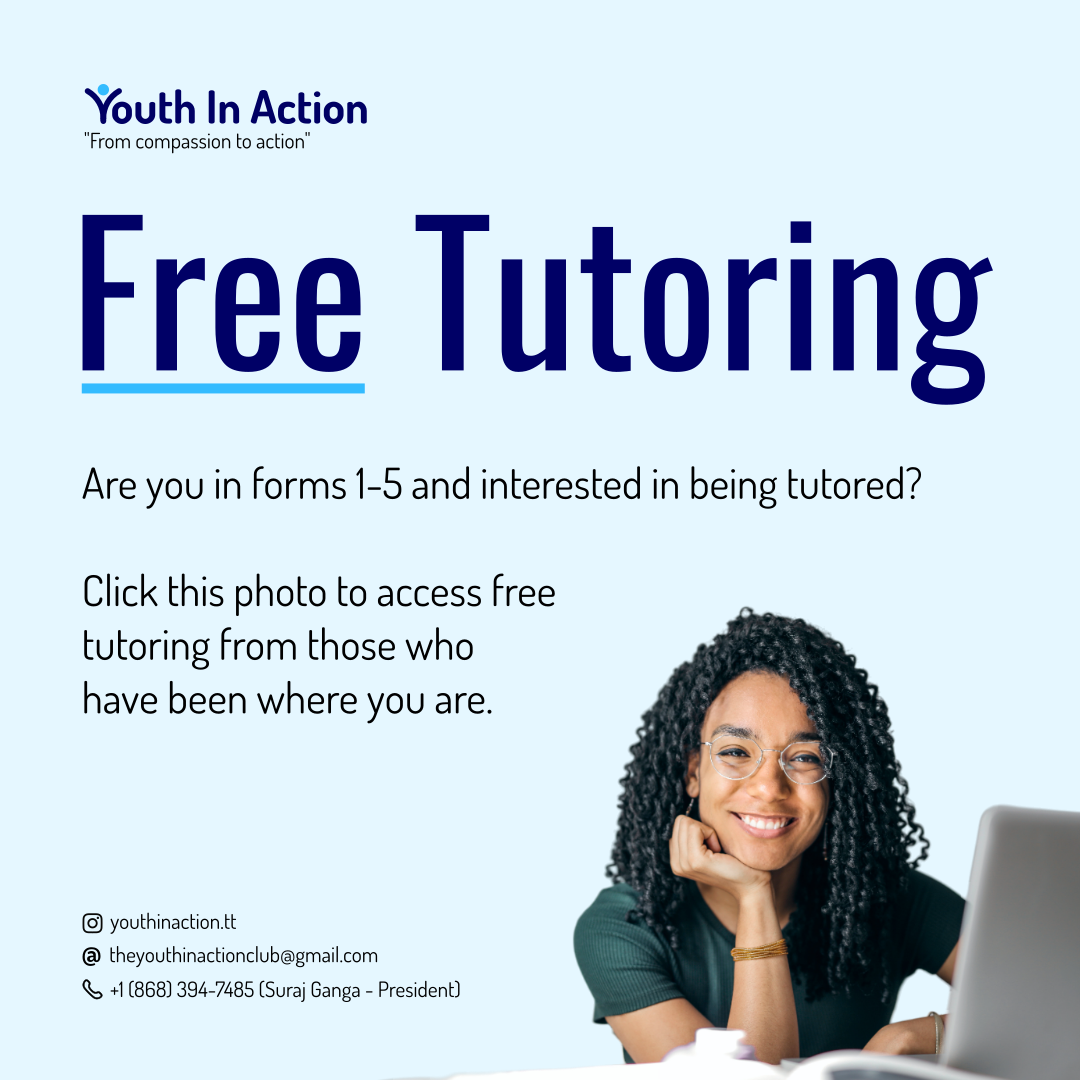 Youth In Action
"From compassion to action"
Free Tutoring
Are you in forms 1-5 and interested in being tutored?
Click this photo to access free
tutoring from those who
have been where you are.
youthinaction.tt
@ theyouthinactionclub@gmail.com
+1 (868) 394-7485 (Suraj Ganga - President)